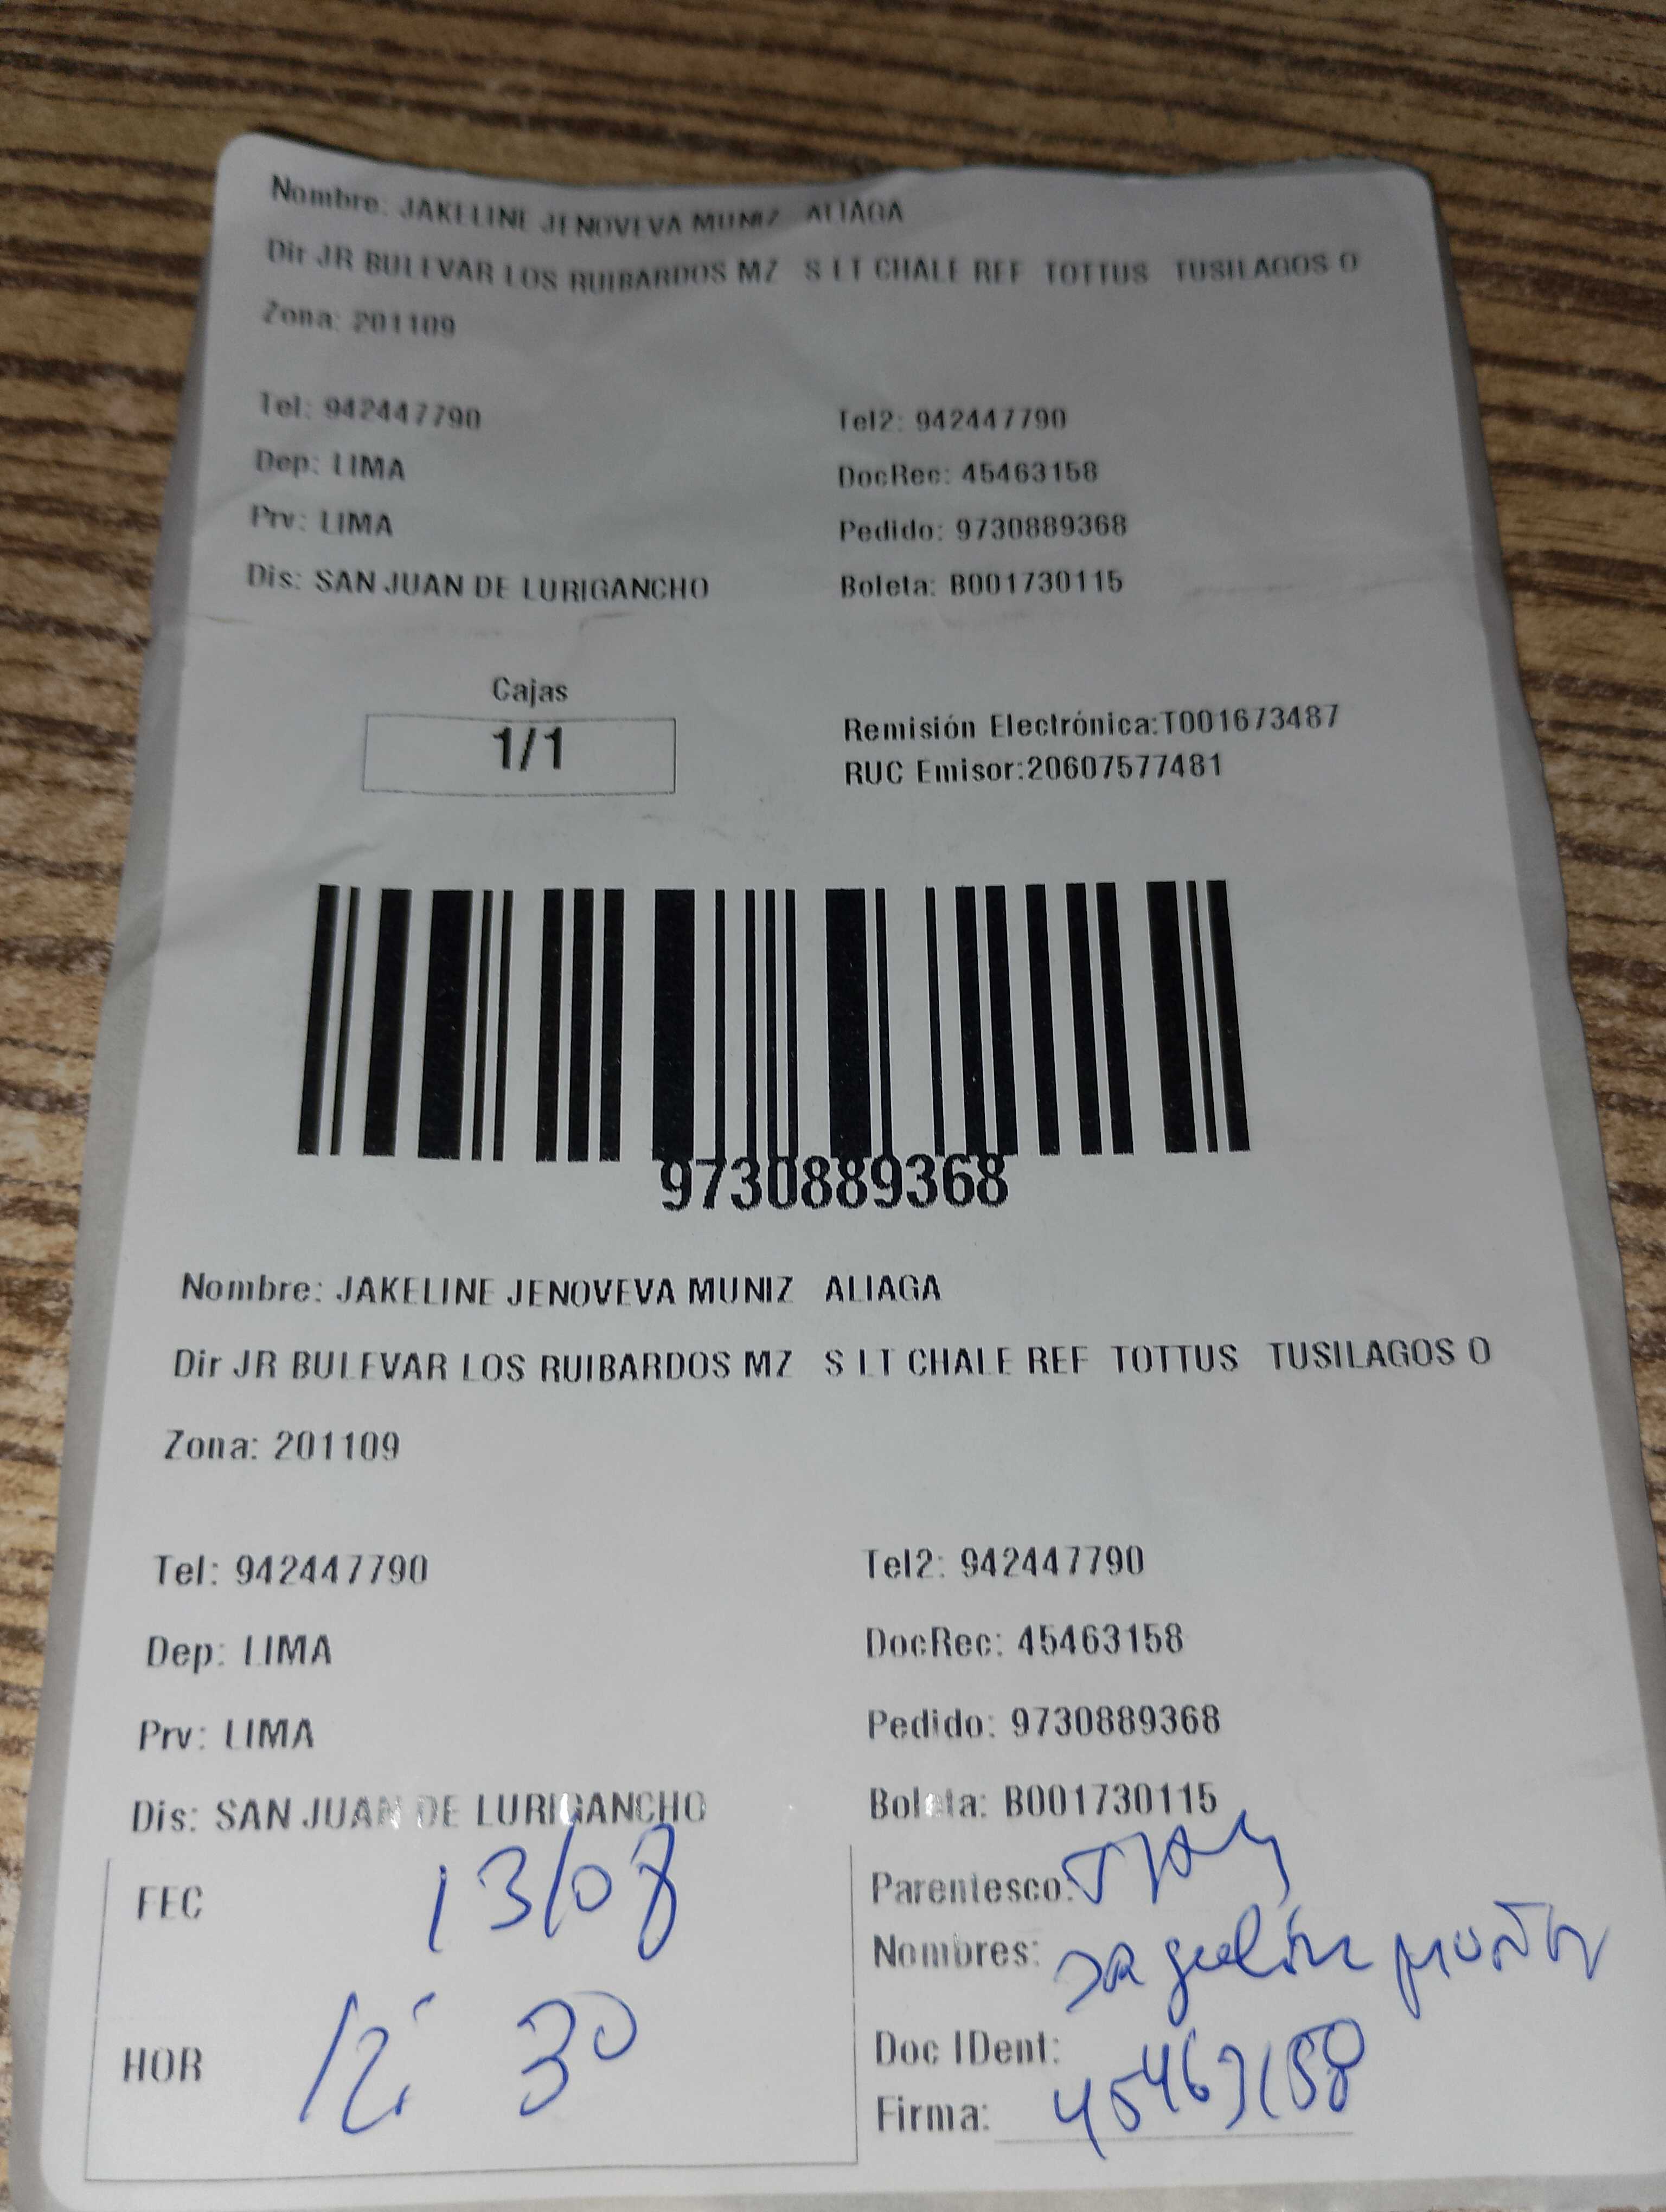 Nombre: JAKELINE JENOVEVA MUNIZ ALIAGA
Dir JR BULEVAR LOS RUIBARDOS MZ S LT CHALE REF TOTTUS TUSILAGOS O
Zona: 201109
Tel: 942447790 Tel2: 942447790
Dep: LIMA DocRec: 45463158
Prv: LIMA Pedido: 9730889368
Dis: SAN JUAN DE LURIGANCHO Boleta: B001730115
Cajas
1/1
Remisión Electrónica:T001673487
RUC Emisor:20607577481
9730889368
Nombre: JAKELINE JENOVEVA MUNIZ ALIAGA
Dir JR BULEVAR LOS RUIBARDOS MZ S LT CHALE REF TOTTUS TUSILAGOS O
Zona: 201109
Tel: 942447790 Tel2: 942447790
Dep: LIMA DocRec: 45463158
Prv: LIMA Pedido: 9730889368
Dis: SAN JUAN DE LURIGANCHO Boleta: B001730115
FEC 13/08 Parentesco:
Nombres:
HOR 12: 30 Doc IDent: 45463158
Firma: